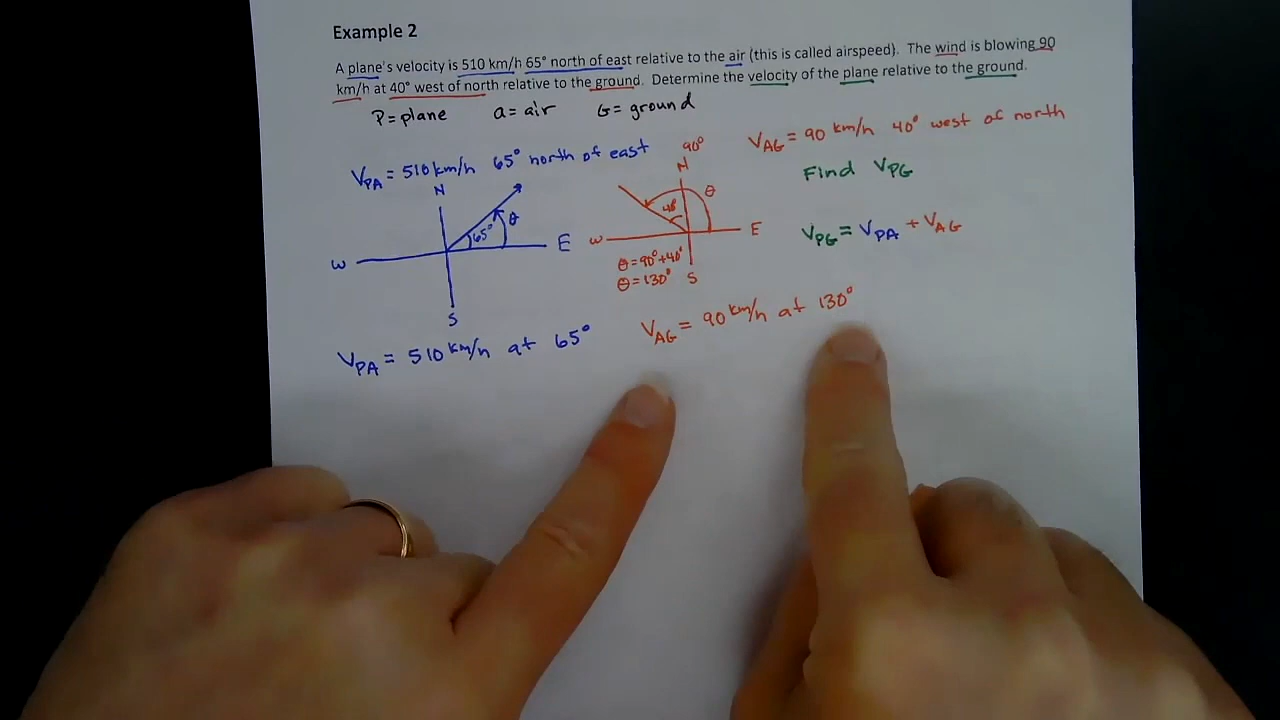 Example 2
A plane's velocity is 510 km/h 65° north of east relative to the air (this is called airspeed). The wind is blowing 90
km/h at 40° west of north relative to the ground. Determine the velocity of the plane relative to the ground.
P=plane a=air G=ground
V_PA = 510 km/h 65° north of east
V_AG = 90 km/h 40° west of north
Find V_PG
V_PG = V_PA + V_AG
N
65°
θ
W
E
S
90°
N
40°
θ
W
E
θ=90°+40°
θ=130°
S
V_PA = 510 km/h at 65°
V_AG = 90 km/h at 130°